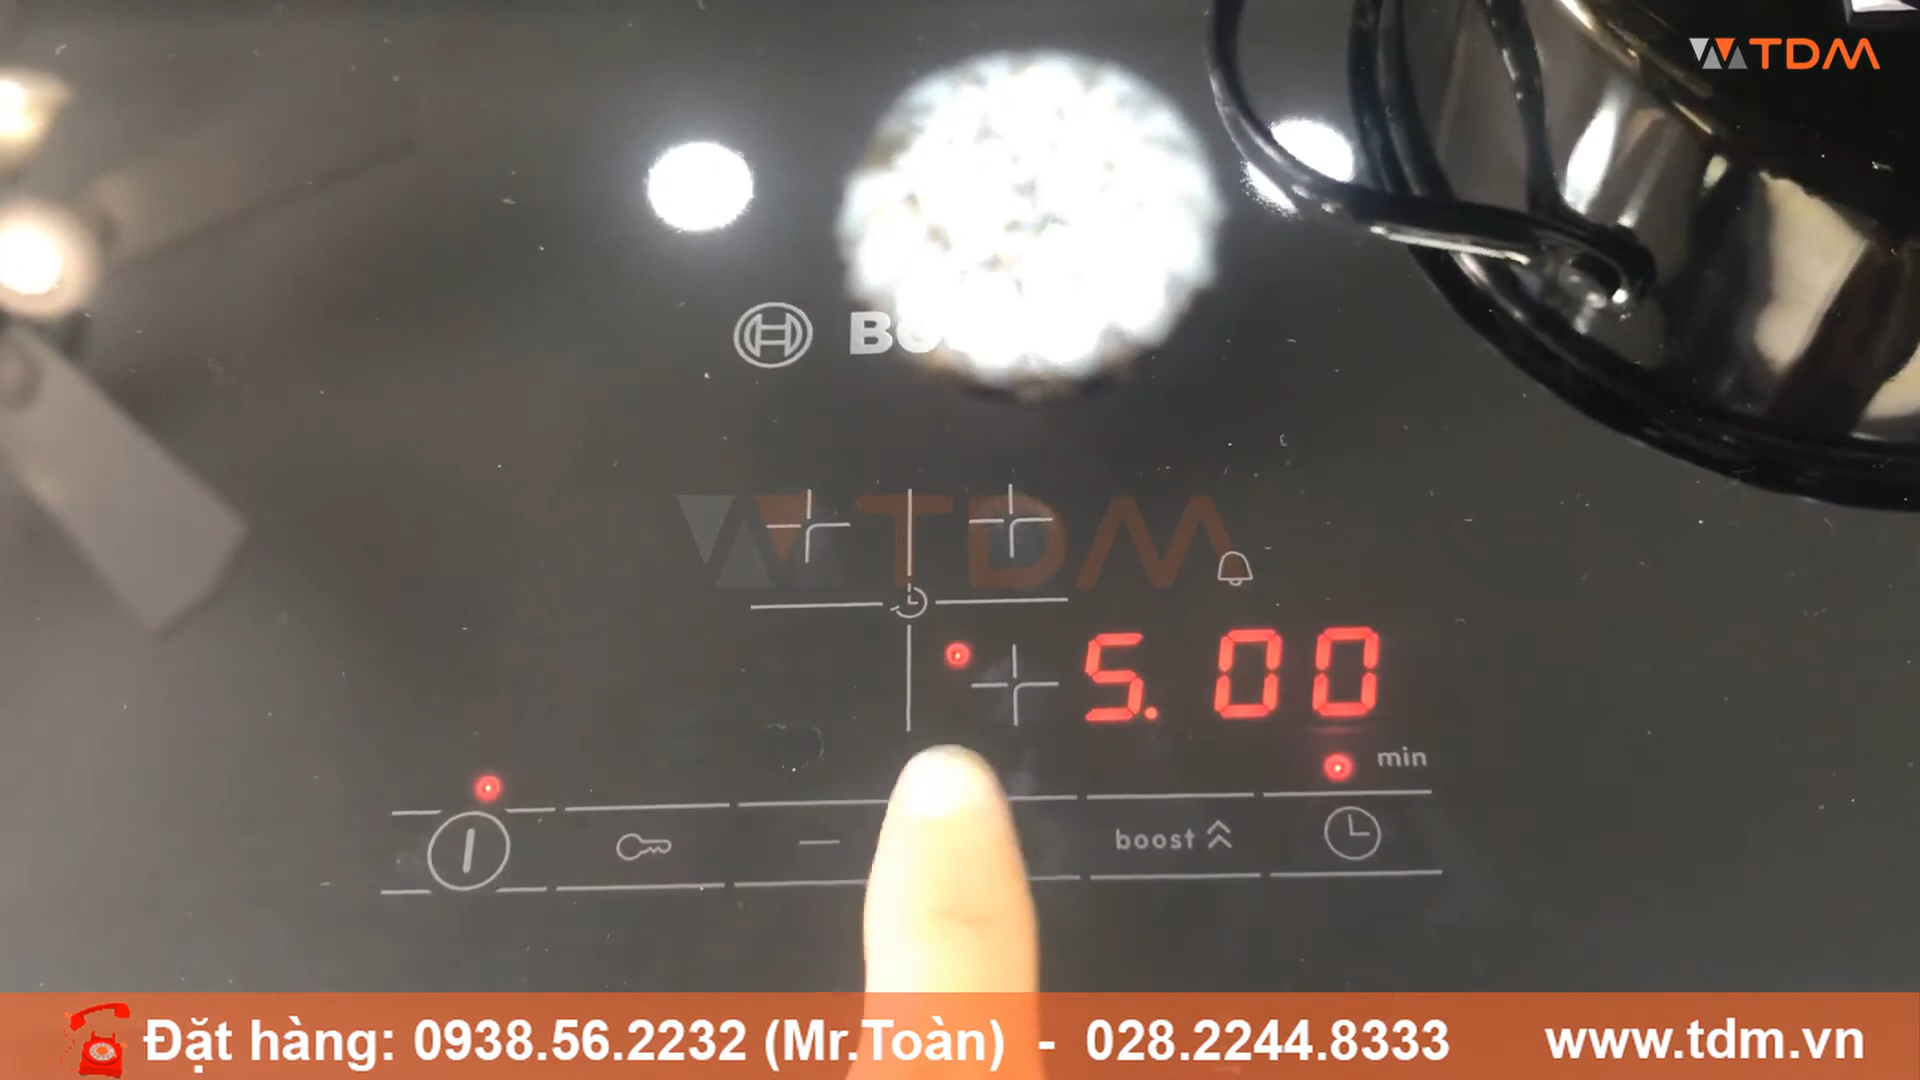 TDM
TDM
5. 00
min
boost
Đặt hàng: 0938.56.2232 (Mr.Toàn) - 028.2244.8333 www.tdm.vn